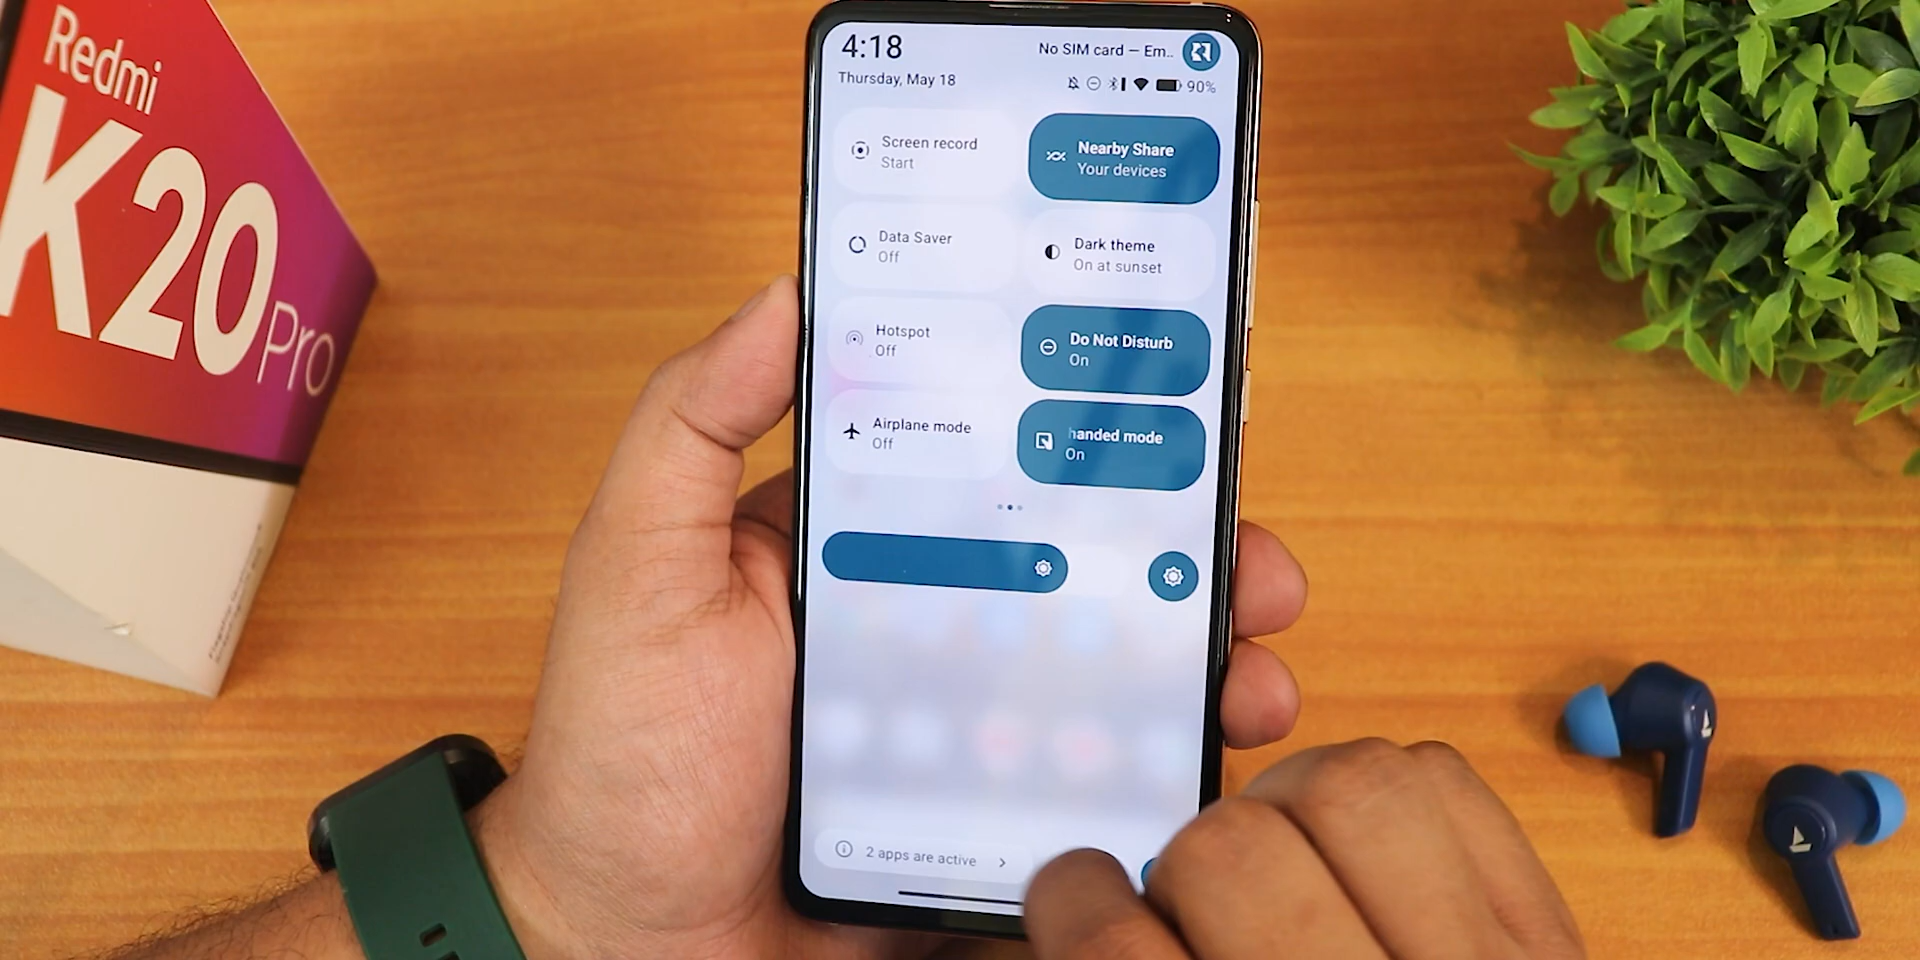 Redmi
K20 Pro
4:18
No SIM card – Em..
Thursday, May 18
90%
Screen record
Start
Nearby Share
Your devices
Data Saver
Off
Dark theme
On at sunset
Hotspot
Off
Do Not Disturb
On
Airplane mode
Off
handed mode
On
2 apps are active